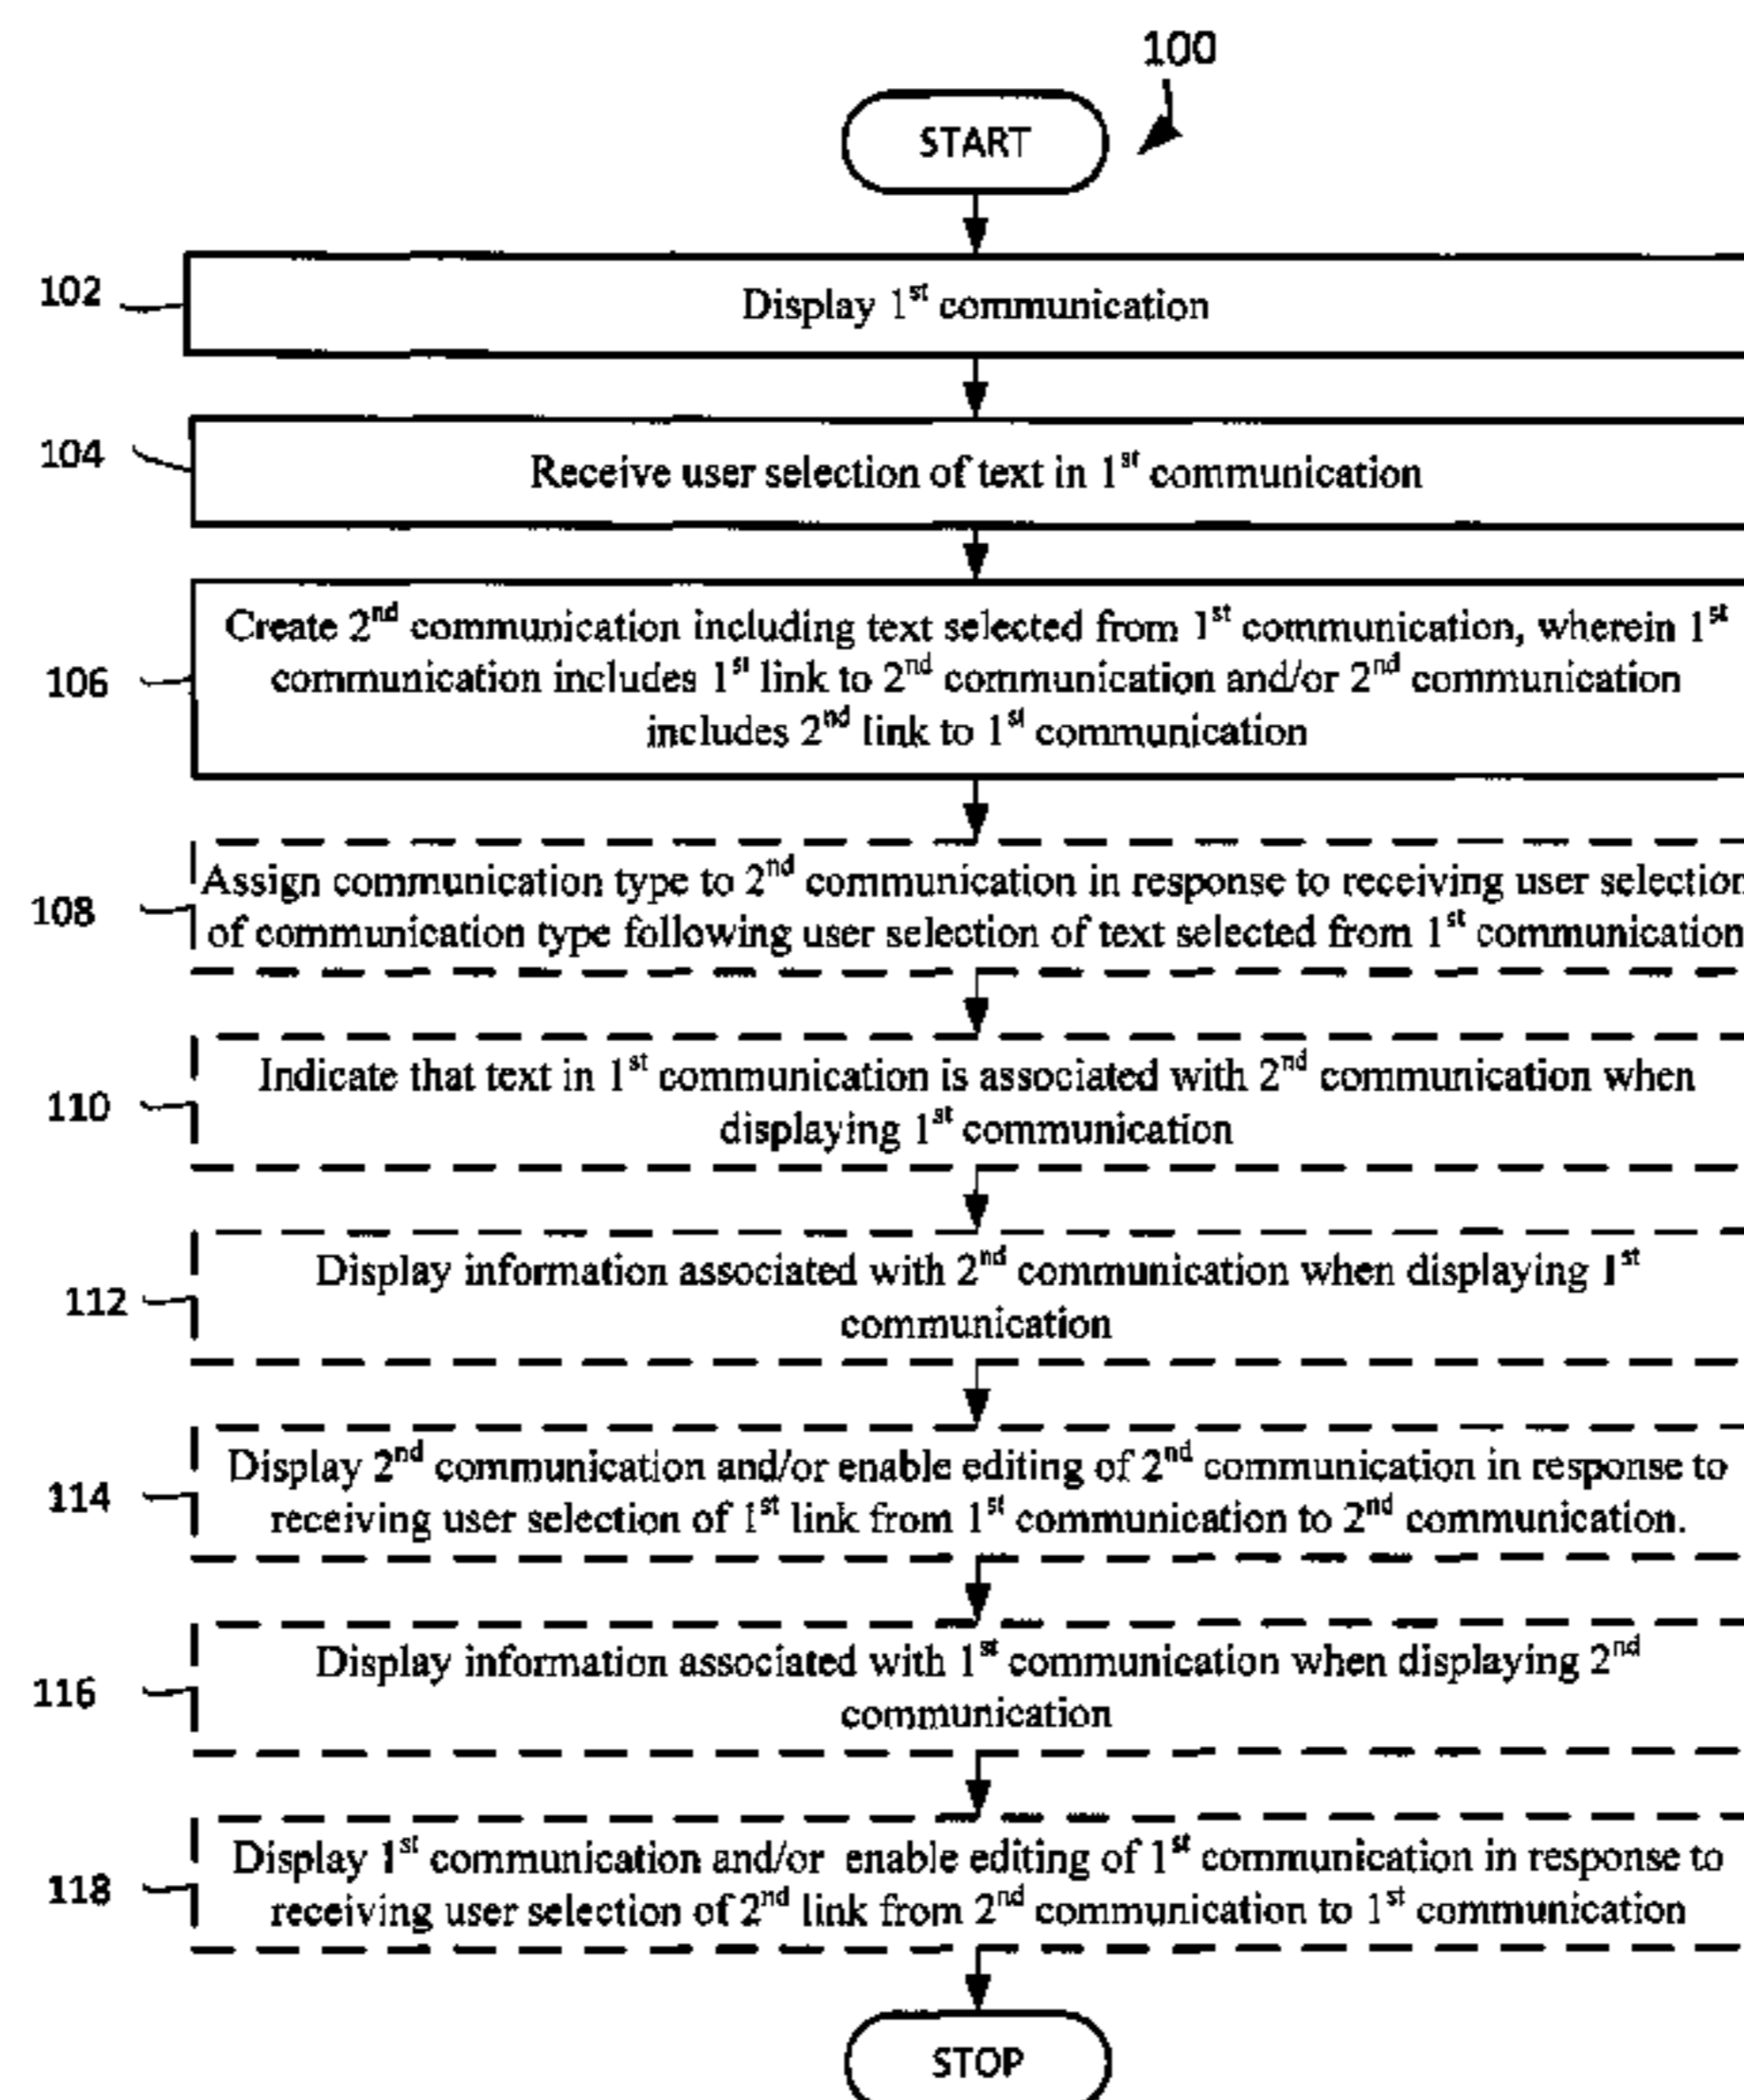 100
START
102
Display 1st communication
104
Receive user selection of text in 1st communication
106
Create 2nd communication including text selected from 1st communication, wherein 1st
communication includes 1st link to 2nd communication and/or 2nd communication
includes 2nd link to 1st communication
108
Assign communication type to 2nd communication in response to receiving user selection
of communication type following user selection of text selected from 1st communication
110
Indicate that text in 1st communication is associated with 2nd communication when
displaying 1st communication
112
Display information associated with 2nd communication when displaying 1st
communication
114
Display 2nd communication and/or enable editing of 2nd communication in response to
receiving user selection of 1st link from 1st communication to 2nd communication.
116
Display information associated with 1st communication when displaying 2nd
communication
118
Display 1st communication and/or enable editing of 1st communication in response to
receiving user selection of 2nd link from 2nd communication to 1st communication
STOP